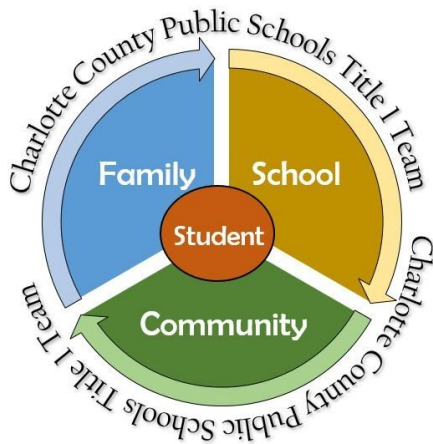 Charlotte County Public Schools Title I Team
Family
School
Student
Community
Charlotte County Public Schools Title I Team